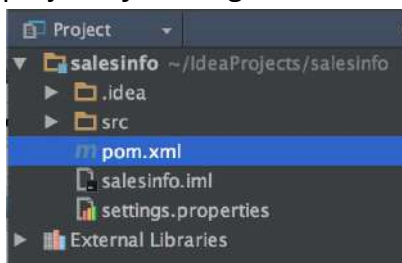 Project
salesinfo ~/IdeaProjects/salesinfo
.idea
src
pom.xml
salesinfo.iml
settings.properties
External Libraries